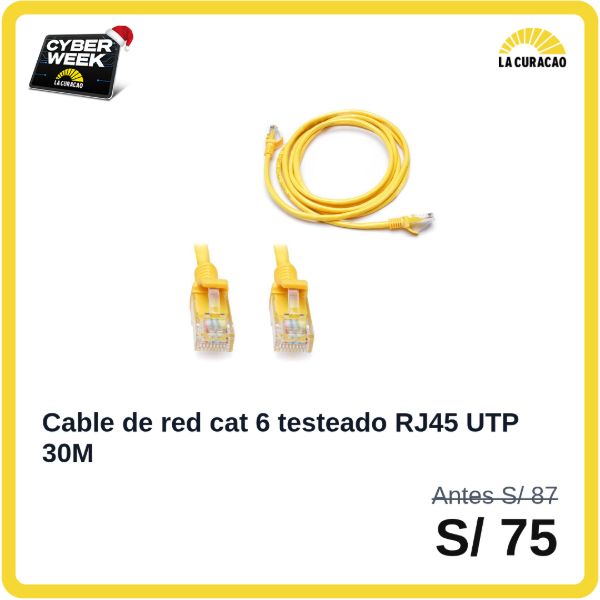 CYBER
WEEK
LA CURACAO
LA CURACAO
Cable de red cat 6 testeado RJ45 UTP
30M
Antes S/ 87
S/ 75